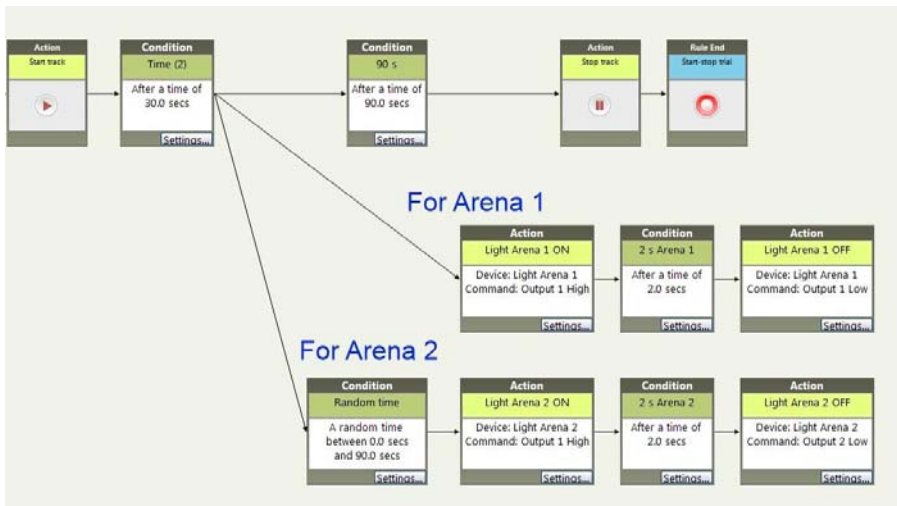 Action
Start track
Condition
Time (2)
After a time of
30.0 secs
Settings...
Condition
90 s
After a time of
90.0 secs
Settings...
Action
Stop track
Rule End
Start-stop trial
For Arena 1
Action
Light Arena 1 ON
Device: Light Arena 1
Command: Output 1 High
Settings...
Condition
2 s Arena 1
After a time of
2.0 secs
Settings...
Action
Light Arena 1 OFF
Device: Light Arena 1
Command: Output 1 Low
Settings...
For Arena 2
Condition
Random time
A random time
between 0.0 secs
and 90.0 secs
Settings...
Action
Light Arena 2 ON
Device: Light Arena 2
Command: Output 1 High
Settings...
Condition
2 s Arena 2
After a time of
2.0 secs
Settings...
Action
Light Arena 2 OFF
Device: Light Arena 2
Command: Output 2 Low
Settings...